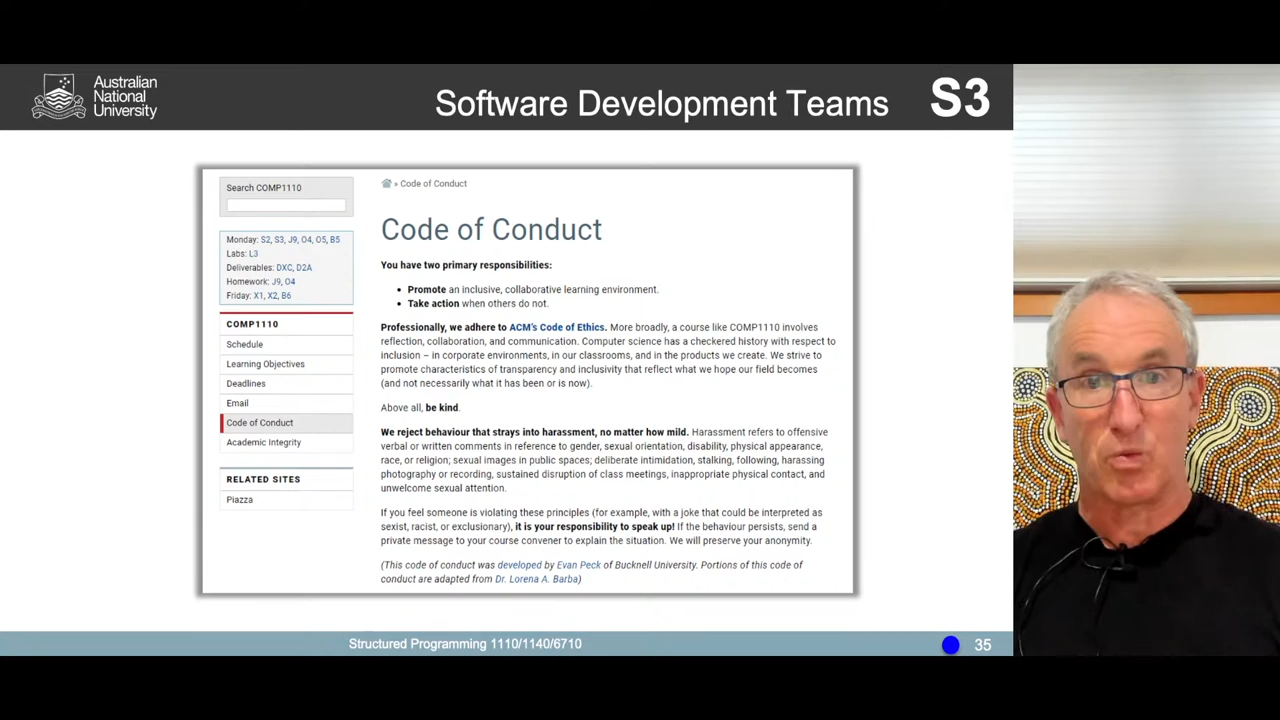 Australian
National
University
Software Development Teams
S3
Search COMP1110
Monday: S2, S3, J9, O4, O5, B5
Labs: L3
Deliverables: DXC, D2A
Homework: J9, O4
Friday: X1, X2, B6
COMP1110
Schedule
Learning Objectives
Deadlines
Email
Code of Conduct
Academic Integrity
RELATED SITES
Piazza
» Code of Conduct
Code of Conduct
You have two primary responsibilities:
• Promote an inclusive, collaborative learning environment.
• Take action when others do not.
Professionally, we adhere to ACM's Code of Ethics. More broadly, a course like COMP1110 involves
reflection, collaboration, and communication. Computer science has a checkered history with respect to
inclusion – in corporate environments, in our classrooms, and in the products we create. We strive to
promote characteristics of transparency and inclusivity that reflect what we hope our field becomes
(and not necessarily what it has been or is now).
Above all, be kind.
We reject behaviour that strays into harassment, no matter how mild. Harassment refers to offensive
verbal or written comments in reference to gender, sexual orientation, disability, physical appearance,
race, or religion; sexual images in public spaces; deliberate intimidation, stalking, following, harassing
photography or recording, sustained disruption of class meetings, inappropriate physical contact, and
unwelcome sexual attention.
If you feel someone is violating these principles (for example, with a joke that could be interpreted as
sexist, racist, or exclusionary), it is your responsibility to speak up! If the behaviour persists, send a
private message to your course convener to explain the situation. We will preserve your anonymity.
(This code of conduct was developed by Evan Peck of Bucknell University. Portions of this code of
conduct are adapted from Dr. Lorena A. Barba)
Structured Programming 1110/1140/6710
35